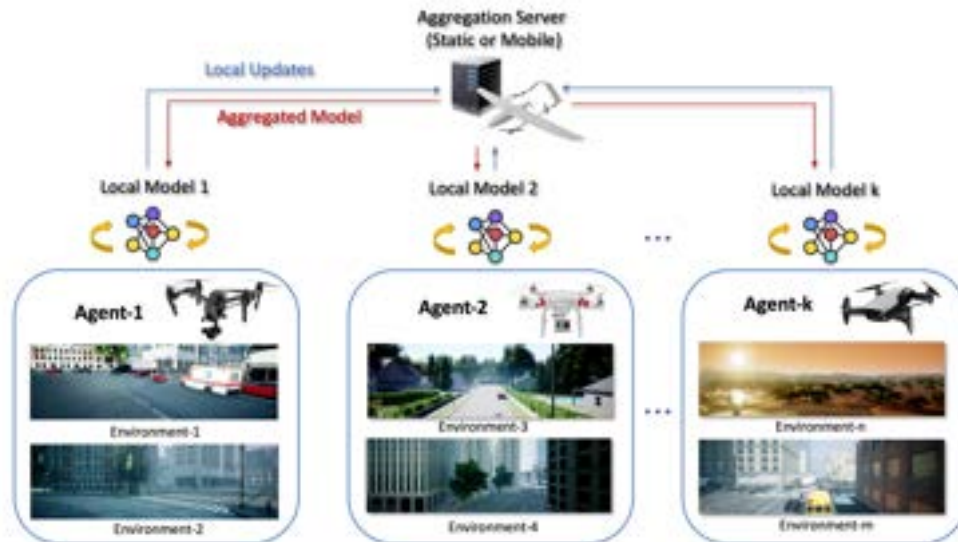 Aggregation Server
(Static or Mobile)
Local Updates
Aggregated Model
Local Model 1
Local Model 2
Local Model k
...
Agent-1
Agent-2
Agent-k
Environment-1
Environment-3
Environment-n
...
Environment-2
Environment-4
Environment-m